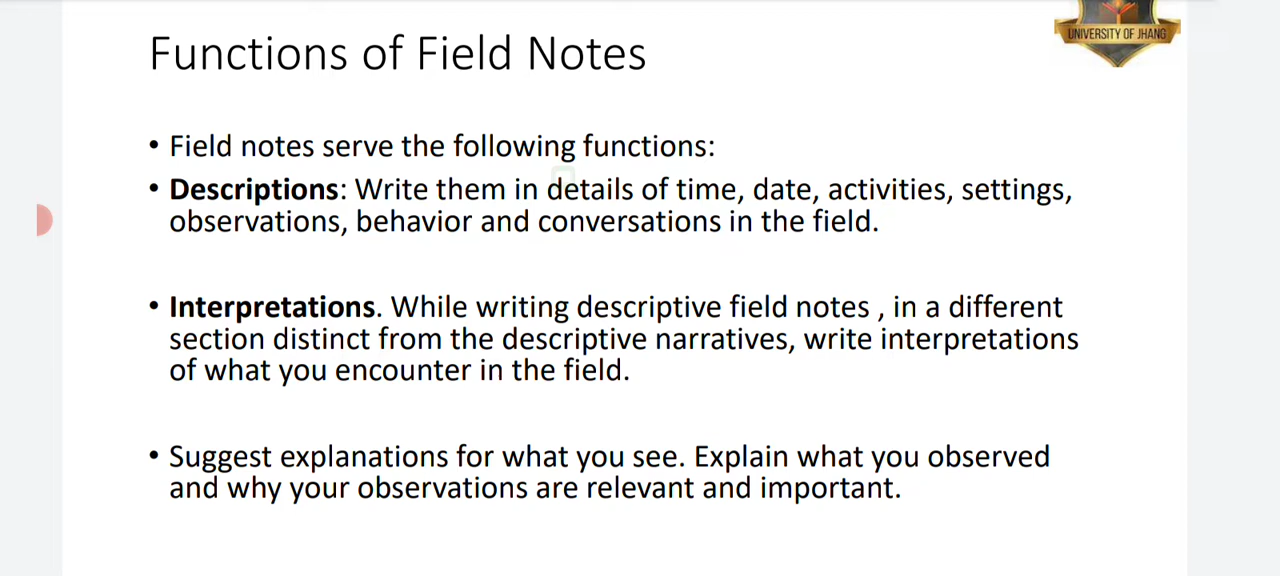 UNIVERSITY OF JHANG
Functions of Field Notes
• Field notes serve the following functions:
• Descriptions: Write them in details of time, date, activities, settings,
observations, behavior and conversations in the field.
• Interpretations. While writing descriptive field notes , in a different
section distinct from the descriptive narratives, write interpretations
of what you encounter in the field.
• Suggest explanations for what you see. Explain what you observed
and why your observations are relevant and important.